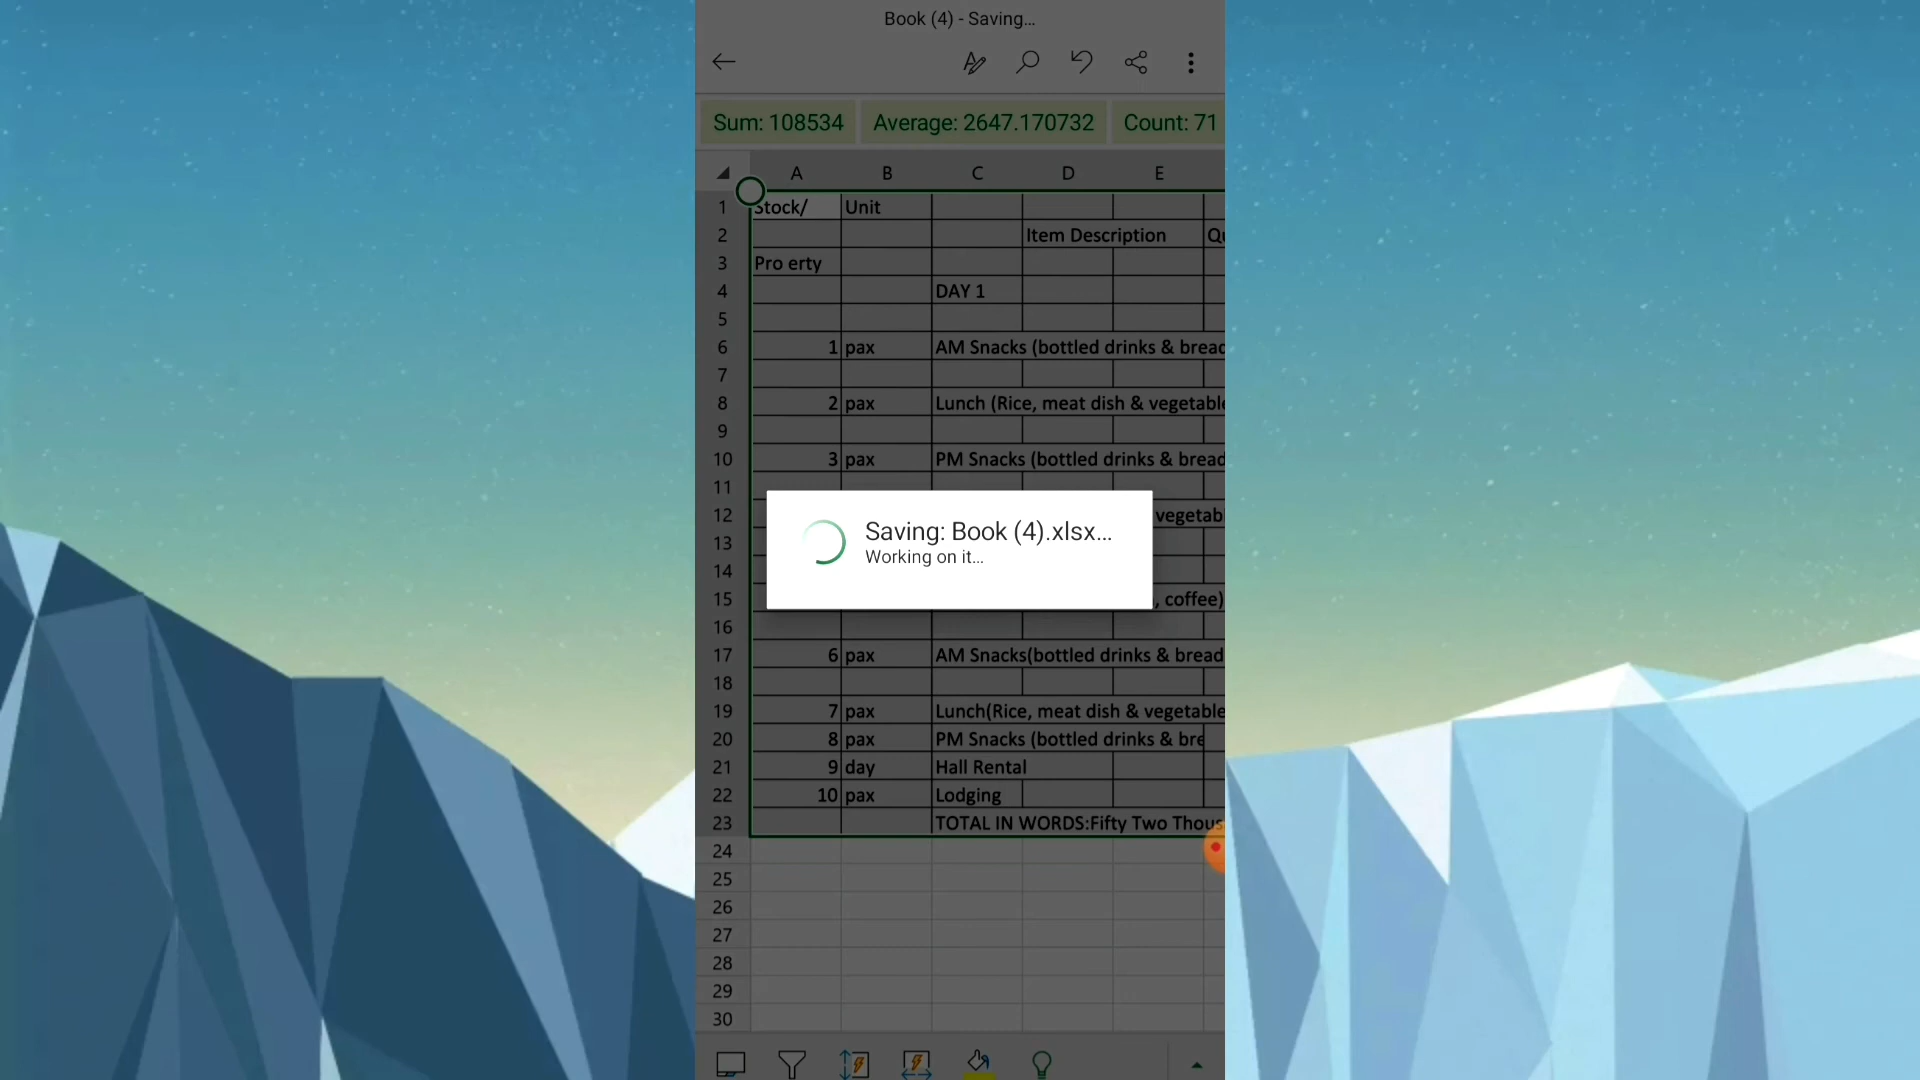 Book (4) - Saving...
Sum: 108534 Average: 2647.170732 Count: 71
A B C D E
1 Stock/ Unit
2 Item Description
3 Pro erty
4 DAY 1
5
6 1 pax AM Snacks (bottled drinks & bread
7
8 2 pax Lunch (Rice, meat dish & vegetable
9
10 3 pax PM Snacks (bottled drinks & bread
11
12 vegetab
13
14
15 , coffee)
16
17 6 pax AM Snacks(bottled drinks & bread
18
19 7 pax Lunch(Rice, meat dish & vegetable
20 8 pax PM Snacks (bottled drinks & bre
21 9 day Hall Rental
22 10 pax Lodging
23 TOTAL IN WORDS:Fifty Two Thous
24
25
26
27
28
29
30
Saving: Book (4).xlsx...
Working on it...